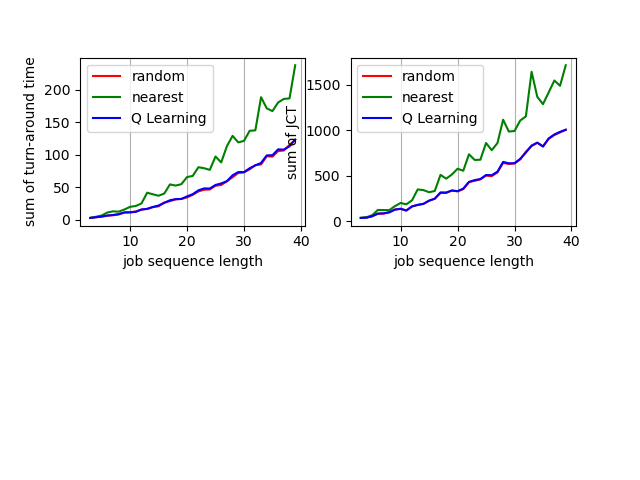 sum of turn-around time
200
150
100
50
0
random
nearest
Q Learning
10
20
30
40
job sequence length
sum of JCT
1500
1000
500
0
random
nearest
Q Learning
10
20
30
40
job sequence length